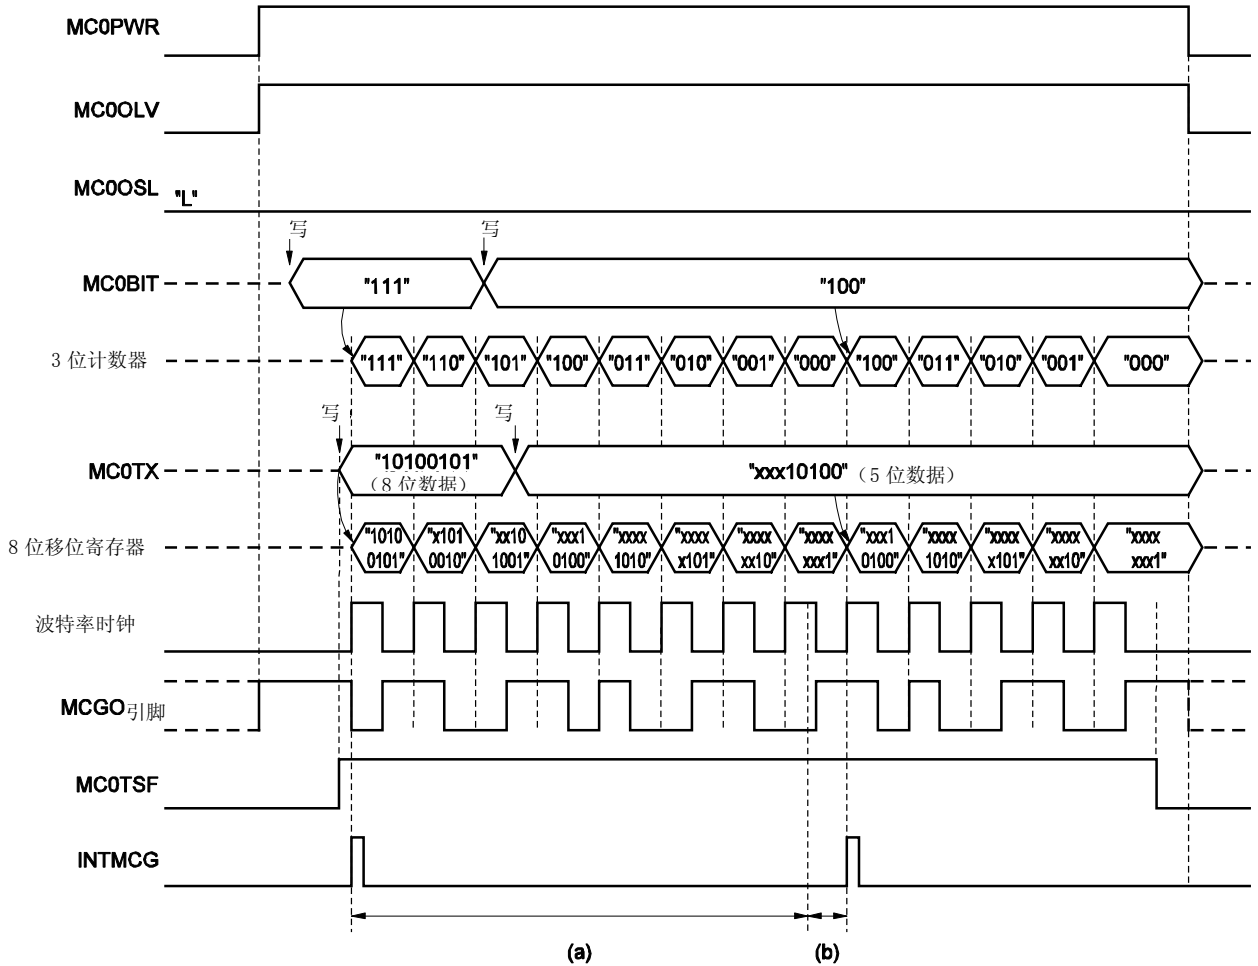 MC0PWR
MC0OLV
MC0OSL "L"
写 写
MC0BIT "111" "100"
3 位计数器 "111" "110" "101" "100" "011" "010" "001" "000" "100" "011" "010" "001" "000"
写 写
MC0TX "10100101" (8 位数据) "xxx10100" (5 位数据)
8 位移位寄存器 "1010 0101" "x101 0010" "xx10 1001" "xxx1 0100" "xxxx 1010" "xxxx x101" "xxxx xx10" "xxxx xxx1" "xxx1 0100" "xxxx 1010" "xxxx x101" "xxxx xx10" "xxxx xxx1"
波特率时钟
MCGO引脚
MC0TSF
INTMCG
(a) (b)